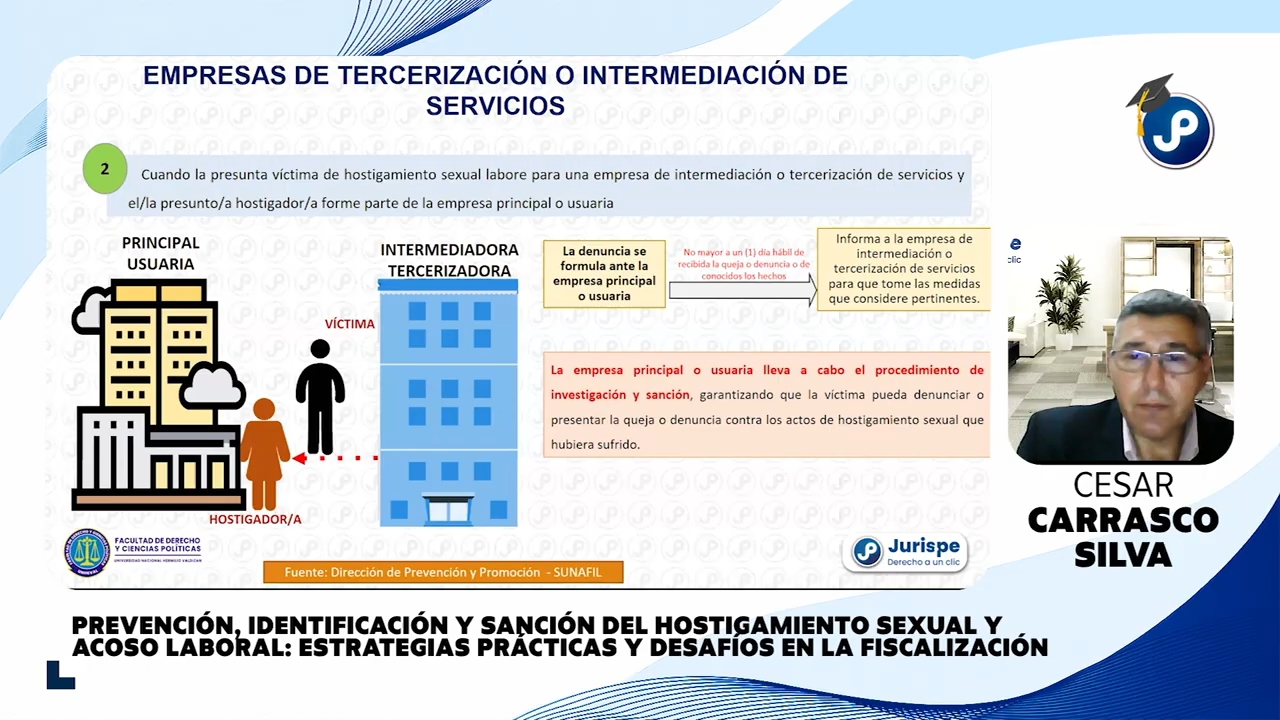 EMPRESAS DE TERCERIZACIÓN O INTERMEDIACIÓN DE
SERVICIOS
2
Cuando la presunta víctima de hostigamiento sexual labore para una empresa de intermediación o tercerización de servicios y
el/la presunto/a hostigador/a forme parte de la empresa principal o usuaria
PRINCIPAL
USUARIA
INTERMEDIADORA
TERCERIZADORA
VÍCTIMA
HOSTIGADOR/A
La denuncia se
formula ante la
empresa principal
o usuaria
No mayor a un (1) día hábil de
recibida la queja o denuncia o de
conocidos los hechos
Informa a la empresa de
intermediación o
tercerización de servicios
para que tome las medidas
que considere pertinentes.
La empresa principal o usuaria lleva a cabo el procedimiento de
investigación y sanción, garantizando que la víctima pueda denunciar o
presentar la queja o denuncia contra los actos de hostigamiento sexual que
hubiera sufrido.
FACULTAD DE DERECHO
Y CIENCIAS POLÍTICAS
UNIVERSIDAD NACIONAL HERMILIO VALDIZAN
Fuente: Dirección de Prevención y Promoción - SUNAFIL
JP
Jurispe
Derecho a un clic
JP
e
clic
CESAR
CARRASCO
SILVA
PREVENCIÓN, IDENTIFICACIÓN Y SANCIÓN DEL HOSTIGAMIENTO SEXUAL Y
ACOSO LABORAL: ESTRATEGIAS PRÁCTICAS Y DESAFÍOS EN LA FISCALIZACIÓN